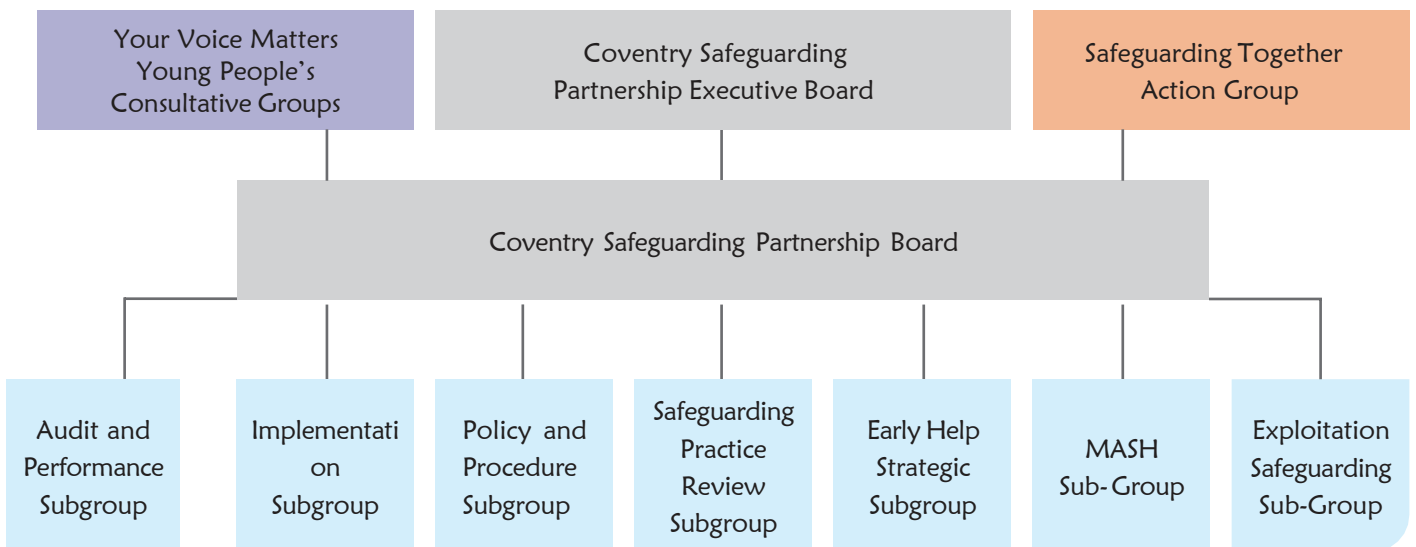 Your Voice Matters
Young People's
Consultative Groups
Coventry Safeguarding
Partnership Executive Board
Safeguarding Together
Action Group
Coventry Safeguarding Partnership Board
Audit and
Performance
Subgroup
Implementati
on
Subgroup
Policy and
Procedure
Subgroup
Safeguarding
Practice
Review
Subgroup
Early Help
Strategic
Subgroup
MASH
Sub-Group
Exploitation
Safeguarding
Sub-Group